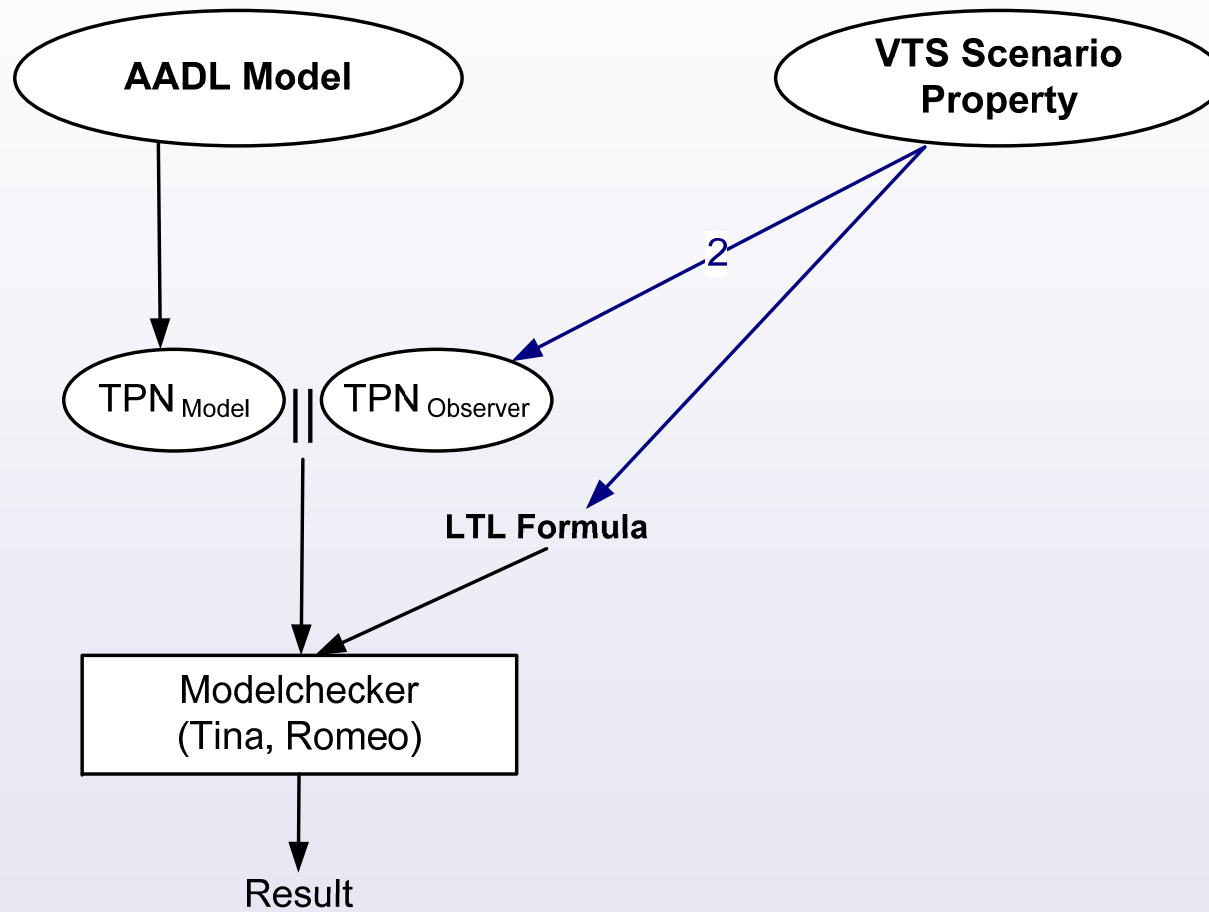 AADL Model
VTS Scenario
Property
2
TPN Model
||
TPN Observer
LTL Formula
Modelchecker
(Tina, Romeo)
Result